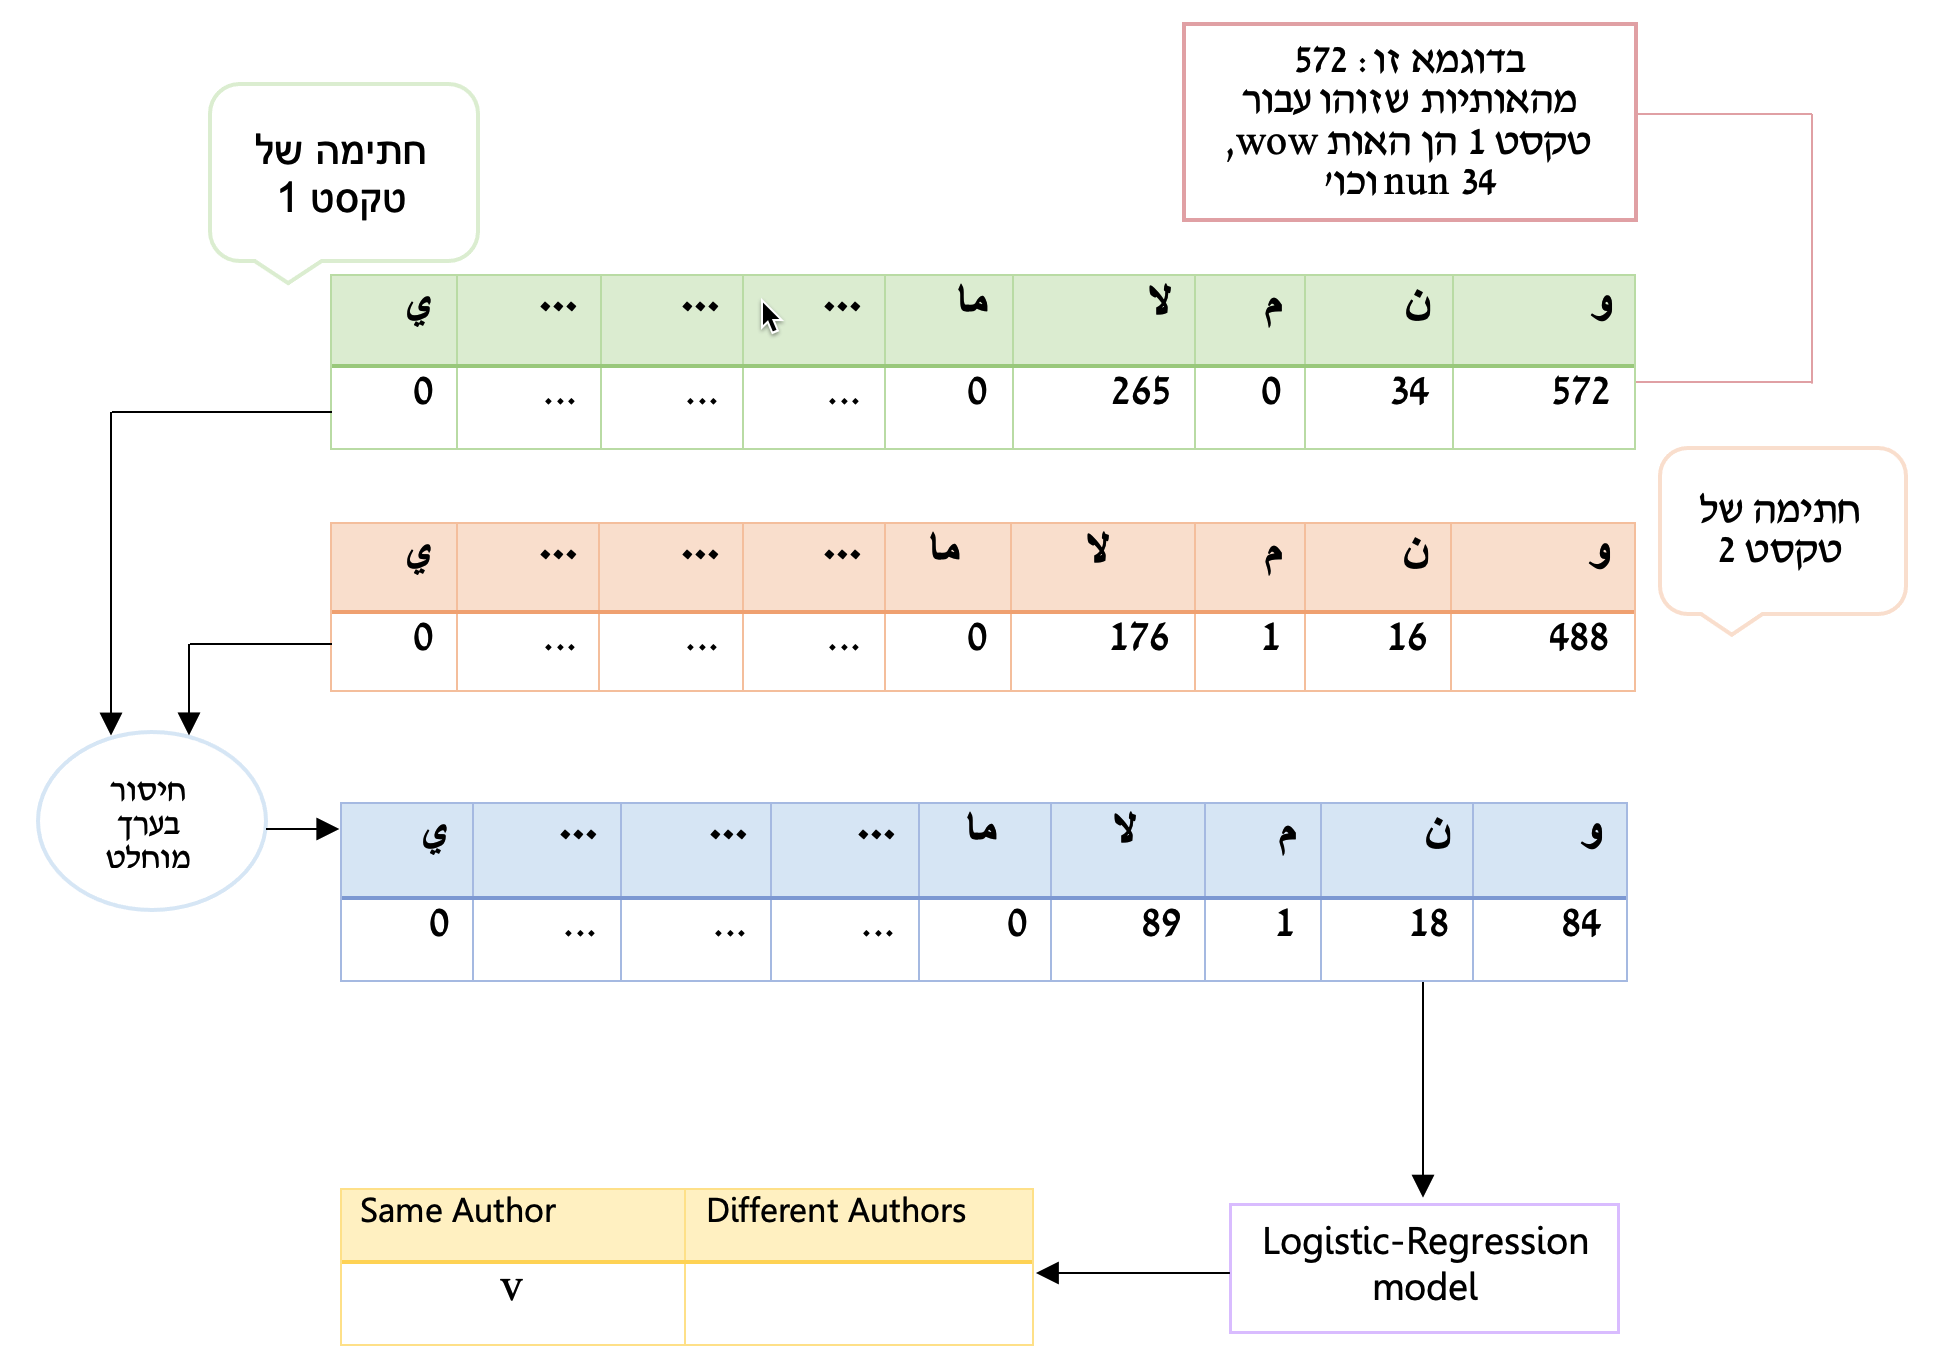 בדוגמא זו: 572
מהאותיות שזוהו עבור
טקסט 1 הן האות wow,
34 nun וכו'
חתימה של
טקסט 1
و ن م لا ما ... ... ... ي
572 34 0 265 0 ... ... ... 0
חתימה של
טקסט 2
و ن م لا ما ... ... ... ي
488 16 1 176 0 ... ... ... 0
חיסור
בערך
מוחלט
و ن م لا ما ... ... ... ي
84 18 1 89 0 ... ... ... 0
Logistic-Regression
model
Same Author Different Authors
v